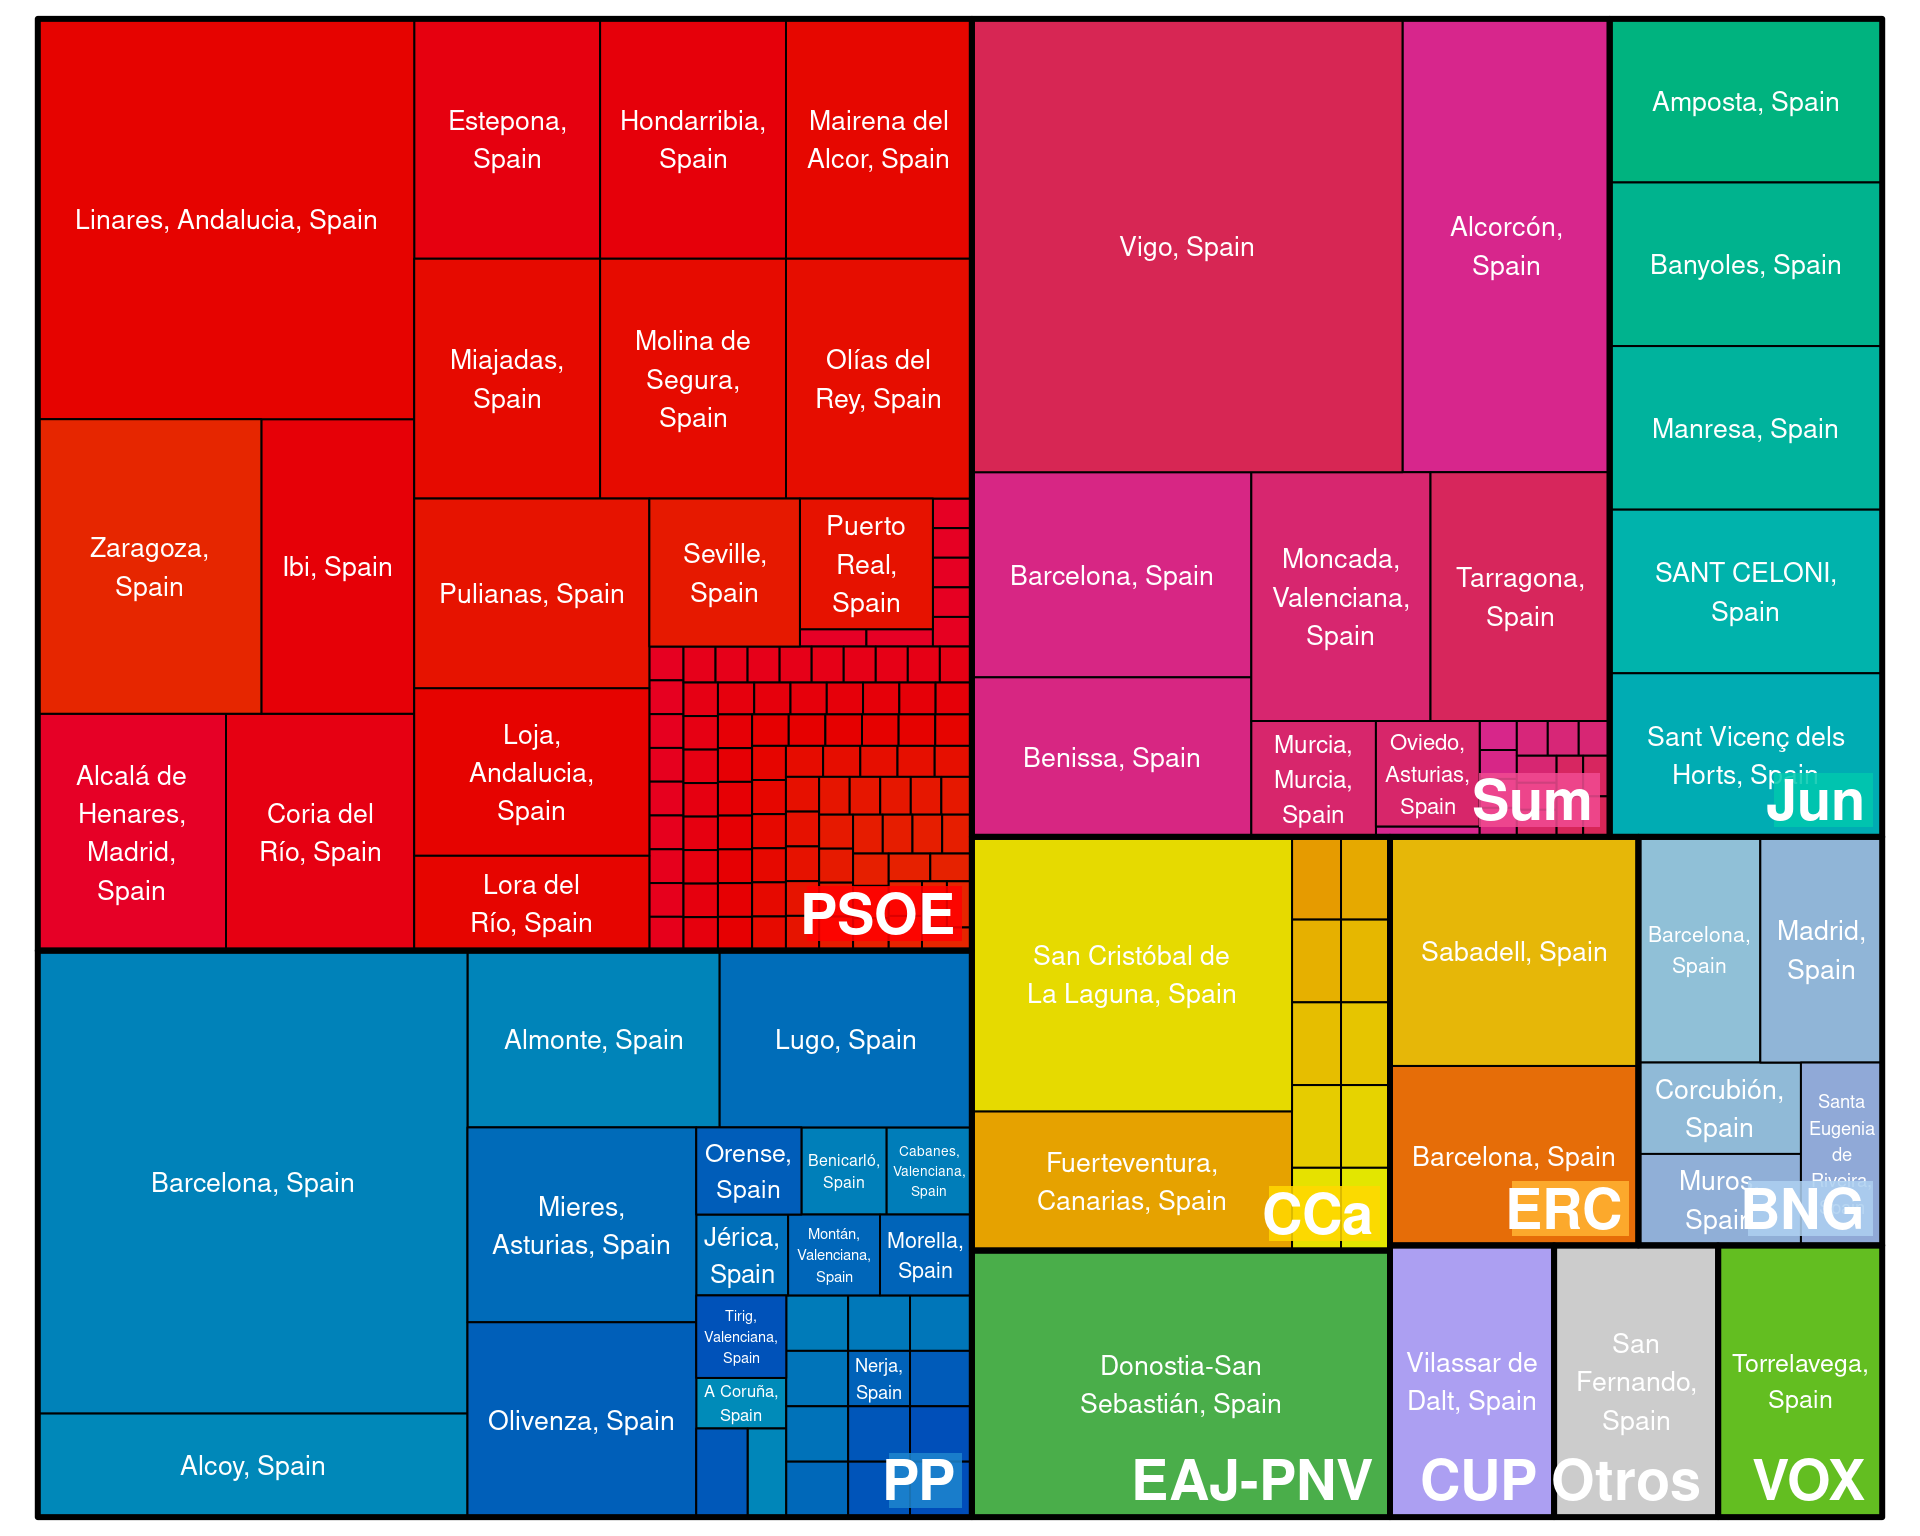 Linares, Andalucia, Spain
Estepona,
Spain
Hondarribia,
Spain
Mairena del
Alcor, Spain
Miajadas,
Spain
Molina de
Segura,
Spain
Olías del
Rey, Spain
Zaragoza,
Spain
Ibi, Spain
Pulianas, Spain
Seville,
Spain
Puerto
Real,
Spain
Alcalá de
Henares,
Madrid,
Spain
Coria del
Río, Spain
Loja,
Andalucia,
Spain
Lora del
Río, Spain
PSOE
Vigo, Spain
Alcorcón,
Spain
Barcelona, Spain
Moncada,
Valenciana,
Spain
Tarragona,
Spain
Benissa, Spain
Murcia,
Murcia,
Spain
Oviedo,
Asturias,
Spain
Sum
Amposta, Spain
Banyoles, Spain
Manresa, Spain
SANT CELONI,
Spain
Sant Vicenç dels
Horts, Spain
Jun
Barcelona, Spain
Almonte, Spain
Lugo, Spain
Mieres,
Asturias, Spain
Orense,
Spain
Benicarló,
Spain
Cabanes,
Valenciana,
Spain
Jérica,
Spain
Montán,
Valenciana,
Spain
Morella,
Spain
Tirig,
Valenciana,
Spain
Nerja,
Spain
A Coruña,
Spain
Olivenza, Spain
Alcoy, Spain
PP
San Cristóbal de
La Laguna, Spain
Fuerteventura,
Canarias, Spain
CCa
Sabadell, Spain
Barcelona, Spain
ERC
Barcelona,
Spain
Madrid,
Spain
Corcubión,
Spain
Muros,
Spain
Santa
Eugenia
de
Riveira,
BNG
Donostia-San
Sebastián, Spain
EAJ-PNV
Vilassar de
Dalt, Spain
CUP
San
Fernando,
Spain
Otros
Torrelavega,
Spain
VOX